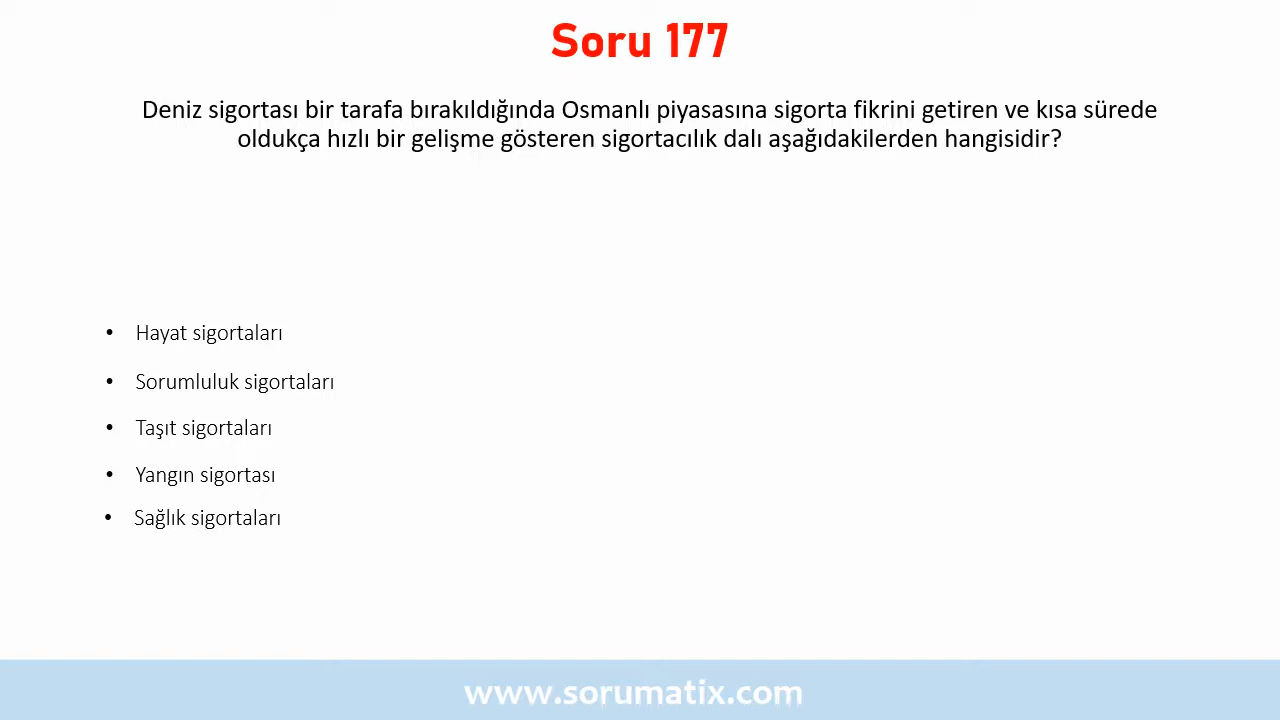 Soru 177
Deniz sigortası bir tarafa bırakıldığında Osmanlı piyasasına sigorta fikrini getiren ve kısa sürede
oldukça hızlı bir gelişme gösteren sigortacılık dalı aşağıdakilerden hangisidir?
• Hayat sigortaları
• Sorumluluk sigortaları
• Taşıt sigortaları
• Yangın sigortası
• Sağlık sigortaları
www.sorumatix.com